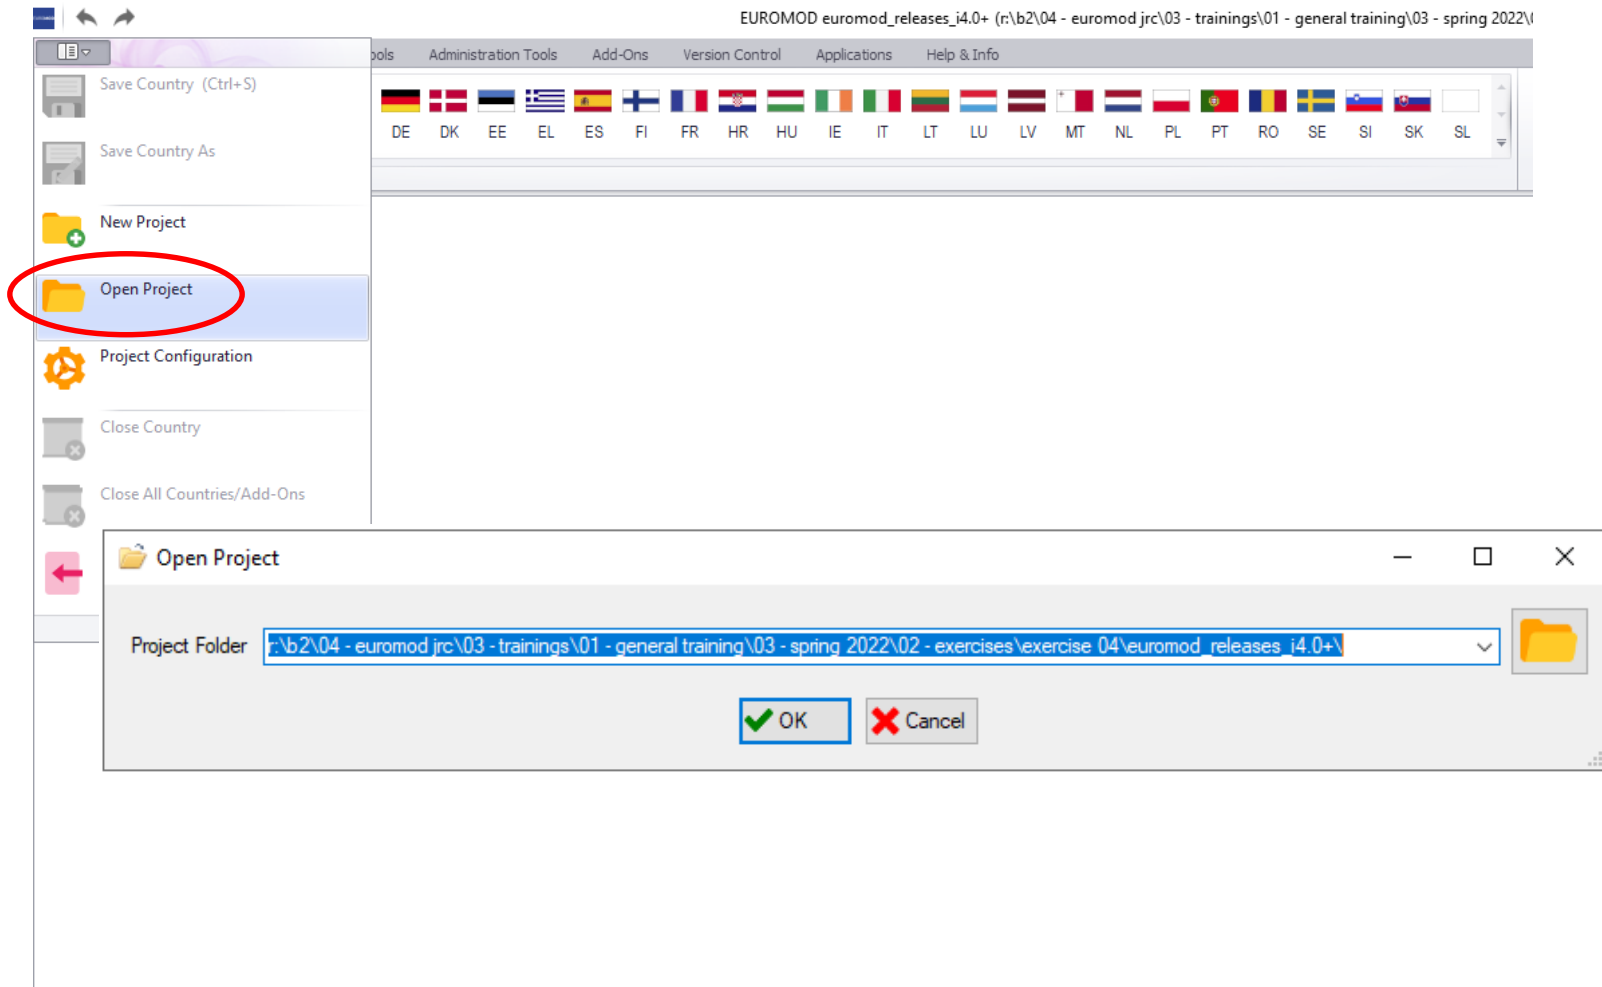 EUROMOD euromod_releases_i4.0+ (r:\b2\04 - euromod jrc\03 - trainings\01 - general training\03 - spring 2022\
ools Administration Tools Add-Ons Version Control Applications Help & Info
Save Country (Ctrl+S)
DE DK EE EL ES FI FR HR HU IE IT LT LU LV MT NL PL PT RO SE SI SK SL
Save Country As
New Project
Open Project
Project Configuration
Close Country
Close All Countries/Add-Ons
Open Project
Project Folder r:\b2\04 - euromod jrc\03 - trainings\01 - general training\03 - spring 2022\02 - exercises\exercise 04\euromod_releases_i4.0+\
OK Cancel